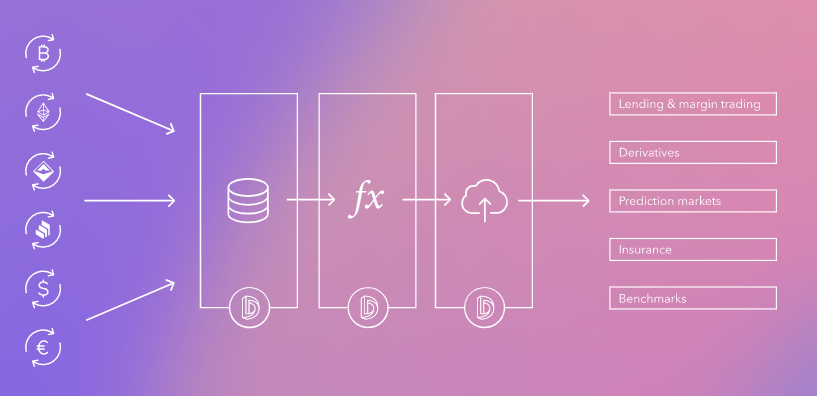 fx
Lending & margin trading
Derivatives
Prediction markets
Insurance
Benchmarks